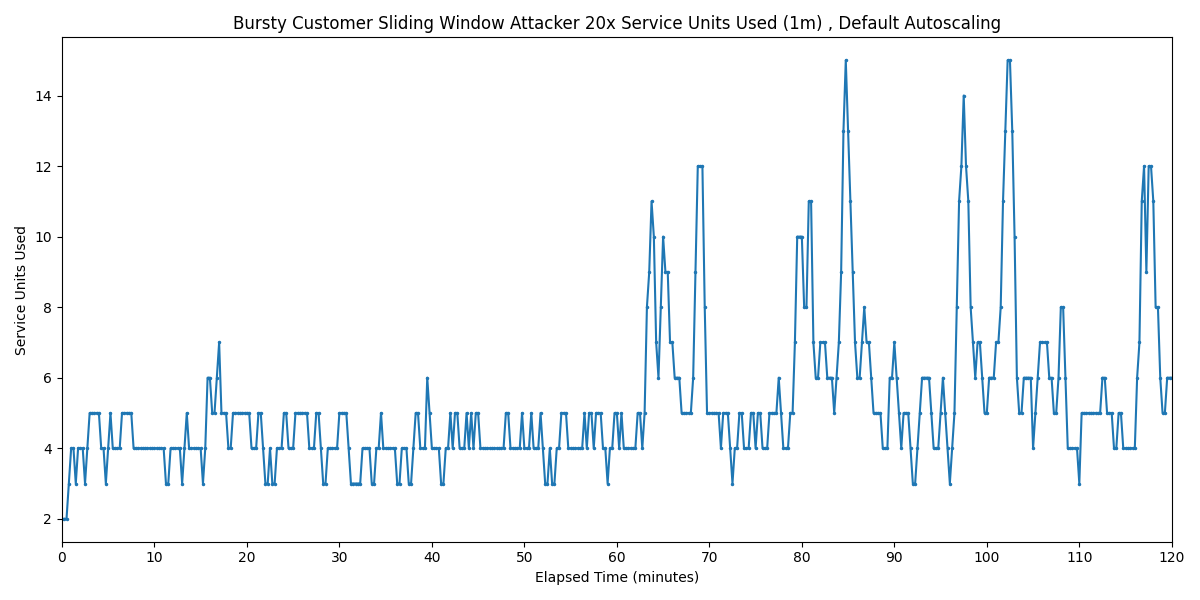 Bursty Customer Sliding Window Attacker 20x Service Units Used (1m) , Default Autoscaling
Service Units Used
14
12
10
8
6
4
2
0 10 20 30 40 50 60 70 80 90 100 110 120
Elapsed Time (minutes)